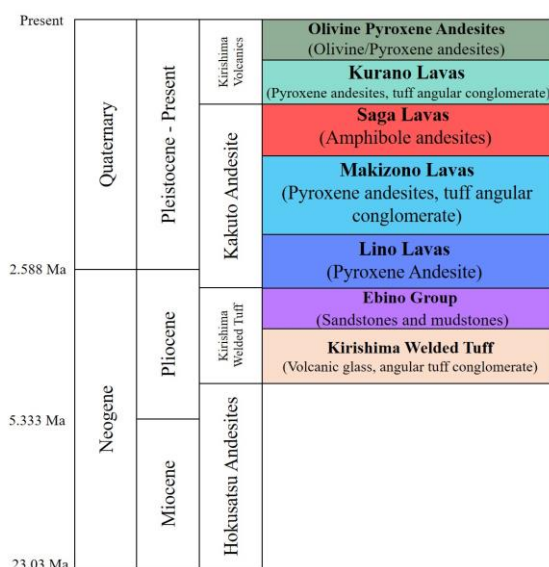 Present
Quaternary
Pleistocene - Present
Kirishima
Volcanics
Olivine Pyroxene Andesites
(Olivine/Pyroxene andesites)
Kurano Lavas
(Pyroxene andesites, tuff angular conglomerate)
Kakuto Andesite
Saga Lavas
(Amphibole andesites)
Makizono Lavas
(Pyroxene andesites, tuff angular
conglomerate)
Lino Lavas
(Pyroxene Andesite)
2.588 Ma
Neogene
Pliocene
Kirishima
Welded Tuff
Ebino Group
(Sandstones and mudstones)
Kirishima Welded Tuff
(Volcanic glass, angular tuff conglomerate)
5.333 Ma
Miocene
Hokusatsu Andesites
23.03 Ma